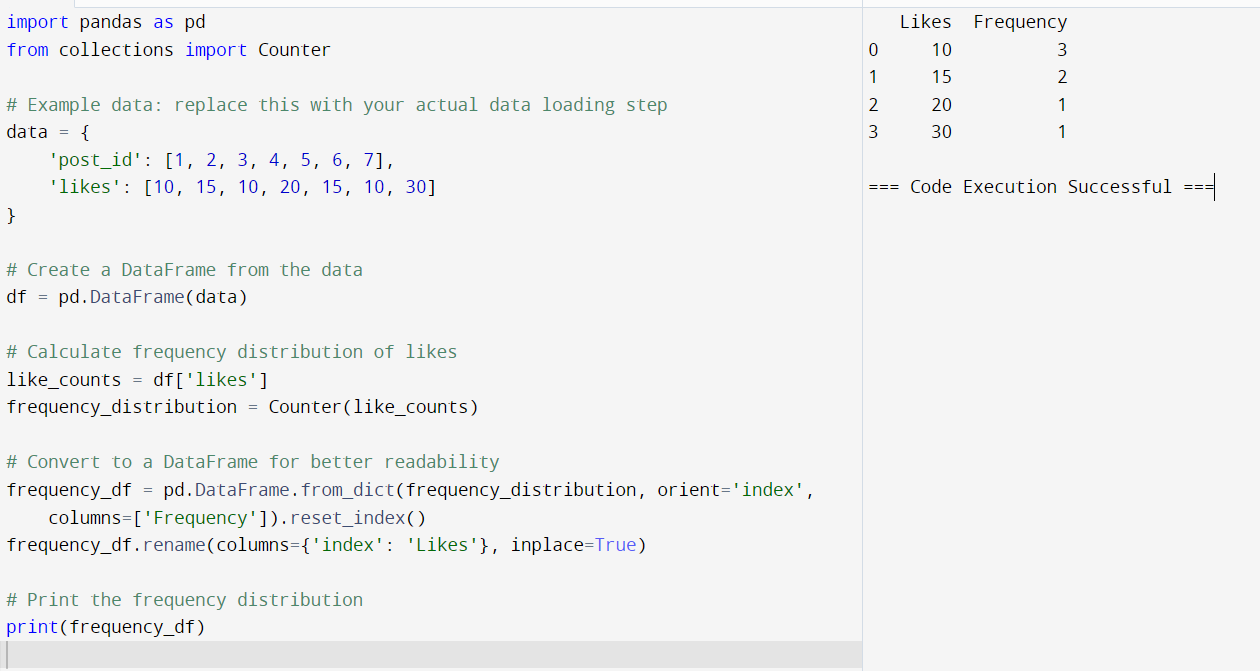 import pandas as pd
from collections import Counter

# Example data: replace this with your actual data loading step
data = {
    'post_id': [1, 2, 3, 4, 5, 6, 7],
    'likes': [10, 15, 10, 20, 15, 10, 30]
}

# Create a DataFrame from the data
df = pd.DataFrame(data)

# Calculate frequency distribution of likes
like_counts = df['likes']
frequency_distribution = Counter(like_counts)

# Convert to a DataFrame for better readability
frequency_df = pd.DataFrame.from_dict(frequency_distribution, orient='index',
    columns=['Frequency']).reset_index()
frequency_df.rename(columns={'index': 'Likes'}, inplace=True)

# Print the frequency distribution
print(frequency_df)

   Likes  Frequency
0     10          3
1     15          2
2     20          1
3     30          1

=== Code Execution Successful ===